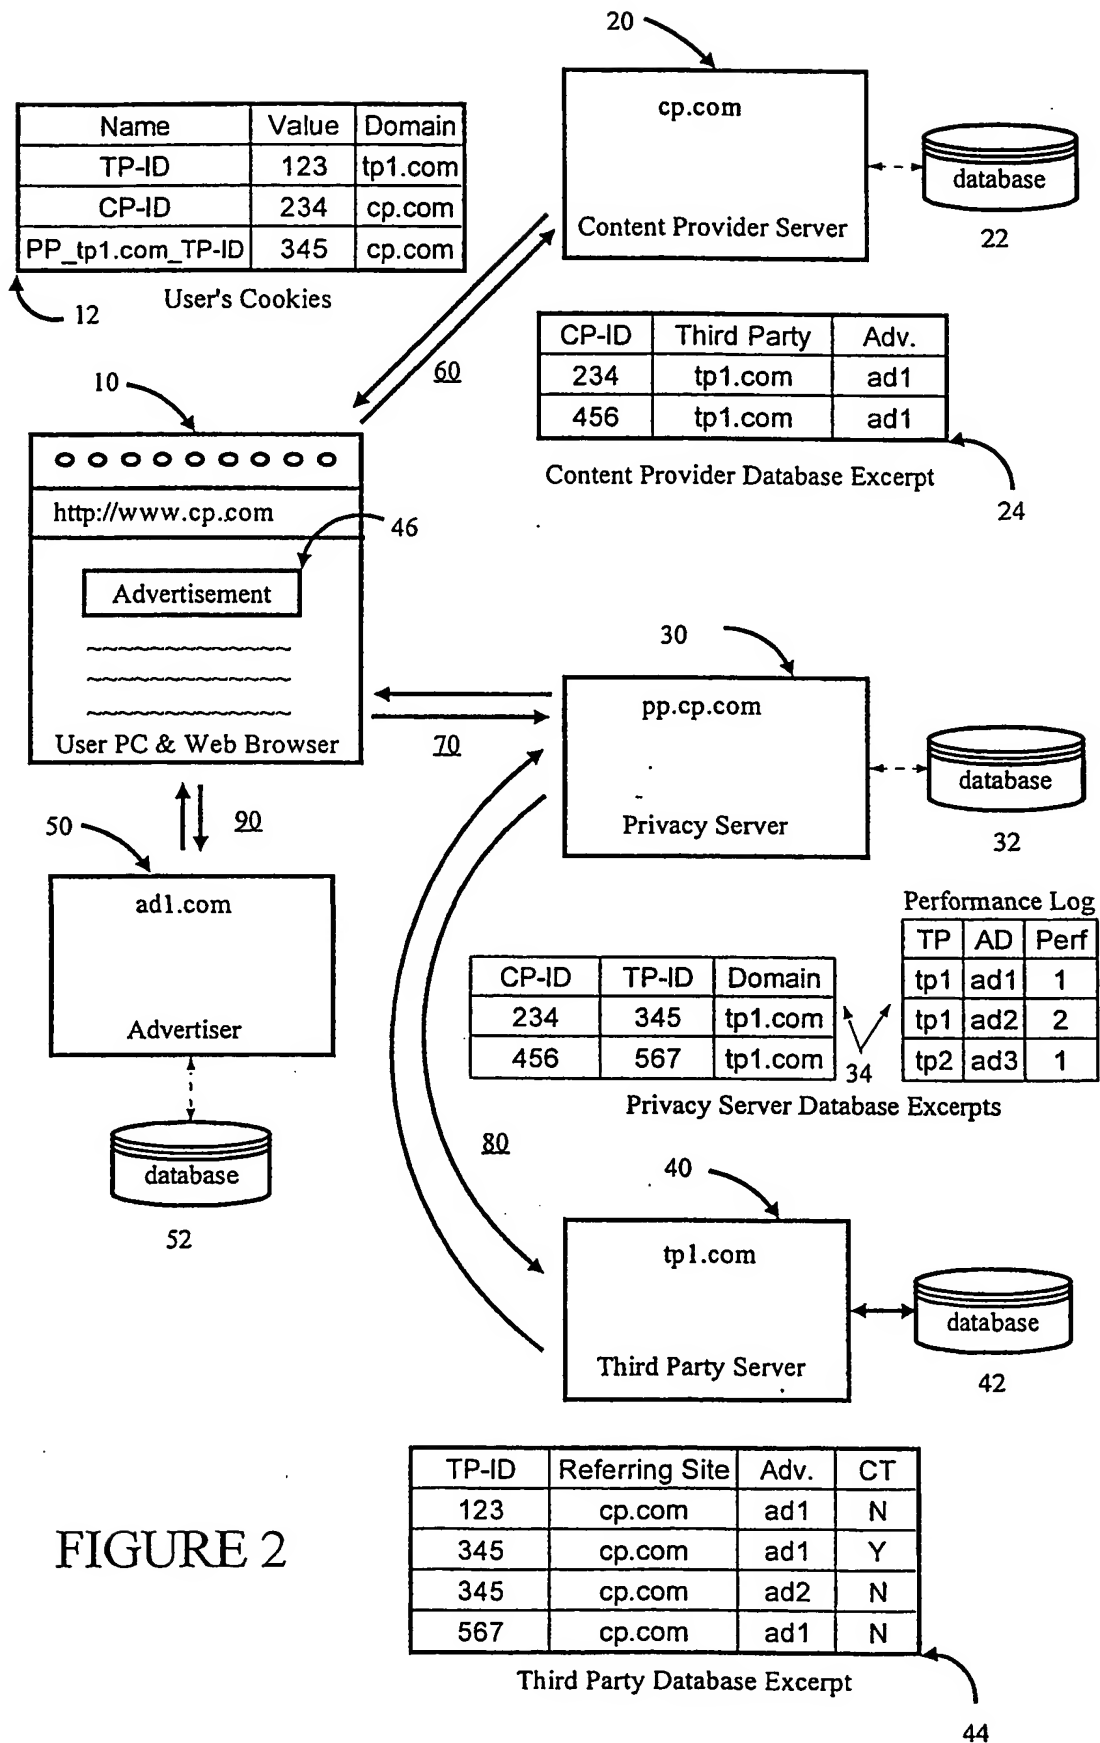 20
cp.com
Content Provider Server
database
22
Name Value Domain
TP-ID 123 tp1.com
CP-ID 234 cp.com
PP_tp1.com_TP-ID 345 cp.com
User's Cookies
12
60
CP-ID Third Party Adv.
234 tp1.com ad1
456 tp1.com ad1
Content Provider Database Excerpt
24
10
http://www.cp.com
46
Advertisement
User PC & Web Browser
30
pp.cp.com
Privacy Server
70
database
32
90
50
ad1.com
Advertiser
database
52
Performance Log
TP AD Perf
tp1 ad1 1
tp1 ad2 2
tp2 ad3 1
CP-ID TP-ID Domain
234 345 tp1.com
456 567 tp1.com
34
Privacy Server Database Excerpts
80
40
tp1.com
Third Party Server
database
42
TP-ID Referring Site Adv. CT
123 cp.com ad1 N
345 cp.com ad1 Y
345 cp.com ad2 N
567 cp.com ad1 N
Third Party Database Excerpt
44
FIGURE 2